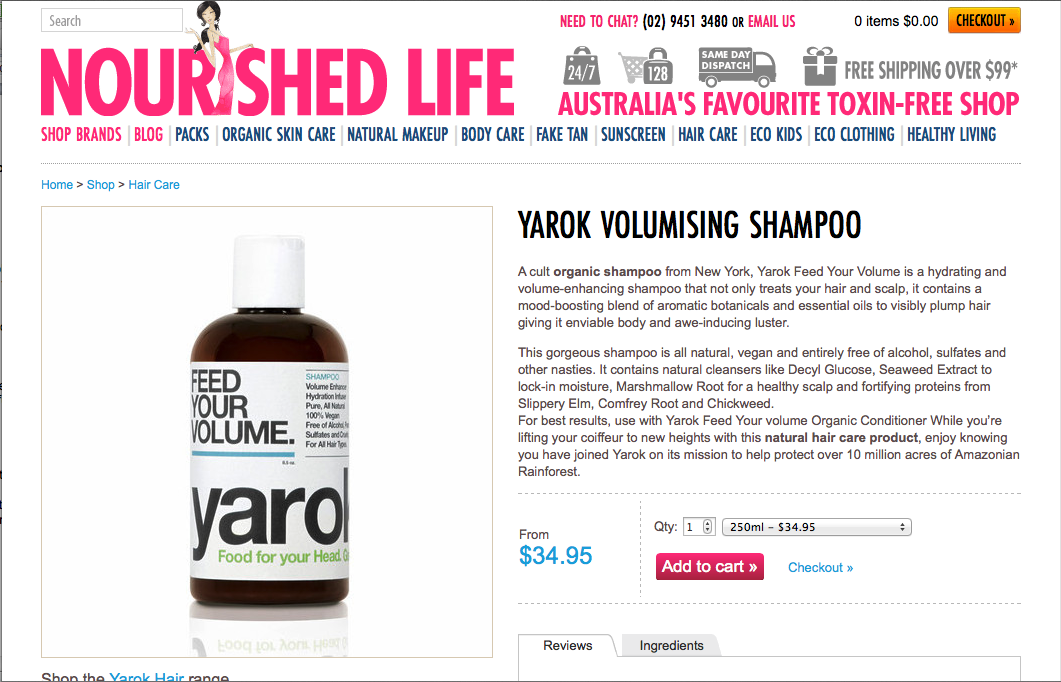 Search
NEED TO CHAT? (02) 9451 3480 OR EMAIL US
0 items $0.00
CHECKOUT »
NOURISHED LIFE
24/7
128
SAME DAY
DISPATCH
FREE SHIPPING OVER $99*
AUSTRALIA'S FAVOURITE TOXIN-FREE SHOP
SHOP BRANDS | BLOG | PACKS | ORGANIC SKIN CARE | NATURAL MAKEUP | BODY CARE | FAKE TAN | SUNSCREEN | HAIR CARE | ECO KIDS | ECO CLOTHING | HEALTHY LIVING
Home > Shop > Hair Care
FEED
YOUR
VOLUME.
SHAMPOO
Volume Enhancer
Hydration Infuser
Pure, All Natural
100% Vegan
Free of Alcohol,
Sulfates and
For All Hair Types
8.5 oz.
yarok
Food for your Head.
YAROK VOLUMISING SHAMPOO
A cult organic shampoo from New York, Yarok Feed Your Volume is a hydrating and
volume-enhancing shampoo that not only treats your hair and scalp, it contains a
mood-boosting blend of aromatic botanicals and essential oils to visibly plump hair
giving it enviable body and awe-inducing luster.
This gorgeous shampoo is all natural, vegan and entirely free of alcohol, sulfates and
other nasties. It contains natural cleansers like Decyl Glucose, Seaweed Extract to
lock-in moisture, Marshmallow Root for a healthy scalp and fortifying proteins from
Slippery Elm, Comfrey Root and Chickweed.
For best results, use with Yarok Feed Your volume Organic Conditioner While you're
lifting your coiffeur to new heights with this natural hair care product, enjoy knowing
you have joined Yarok on its mission to help protect over 10 million acres of Amazonian
Rainforest.
From
$34.95
Qty: 1
250ml – $34.95
Add to cart »
Checkout »
Reviews
Ingredients
Shop the Yarok Hair range